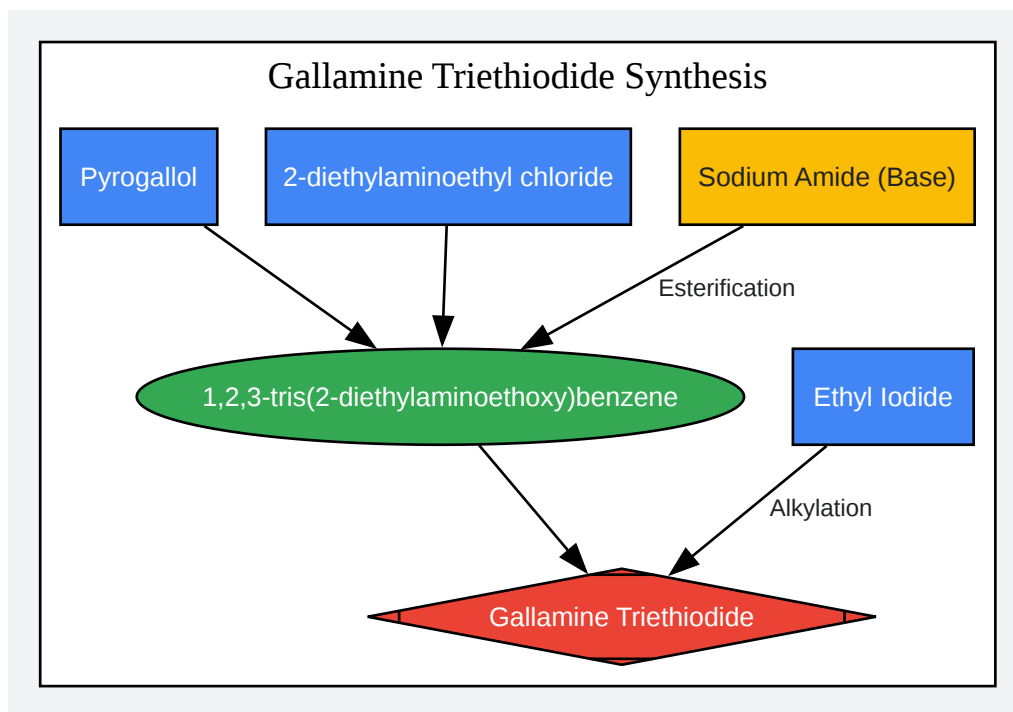 Gallamine Triethiodide Synthesis
Pyrogallol
2-diethylaminoethyl chloride
Sodium Amide (Base)
Esterification
1,2,3-tris(2-diethylaminoethoxy)benzene
Ethyl Iodide
Alkylation
Gallamine Triethiodide